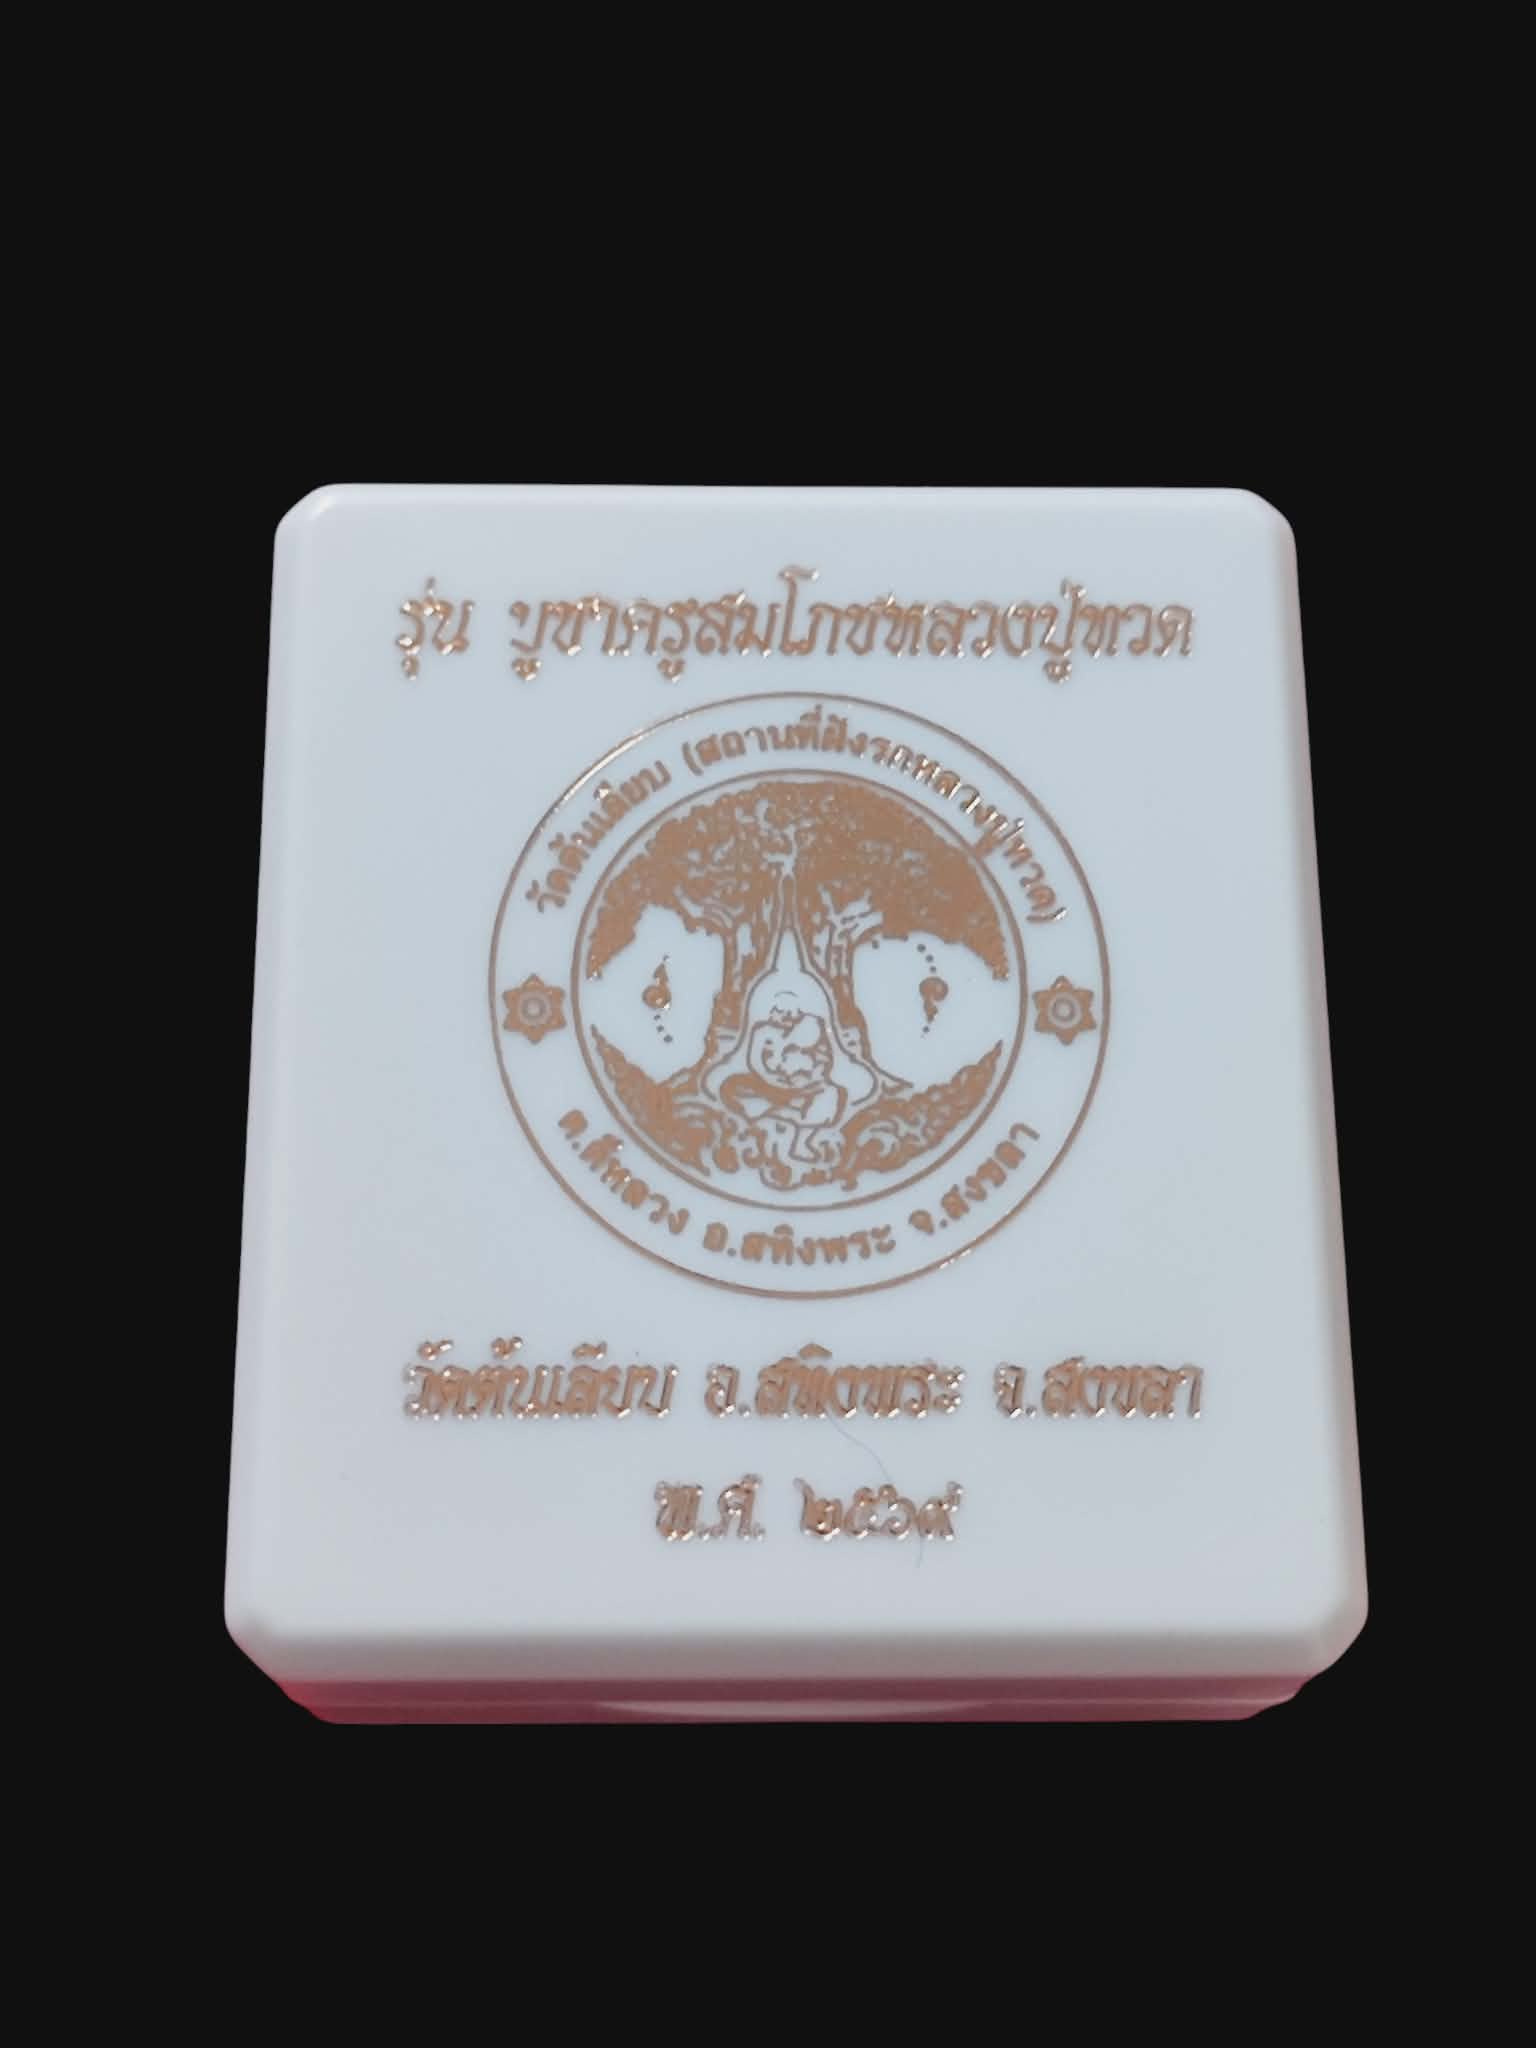 รุ่น บูชาครูสมโภชหลวงปู่ทวด
วัดต้นเลียบ (สถานที่ฝังรกหลวงปู่ทวด)
ต.ดีหลวง อ.สทิงพระ จ.สงขลา
วัดต้นเลียบ อ.สทิงพระ จ.สงขลา
พ.ศ. ๒๕๖๙